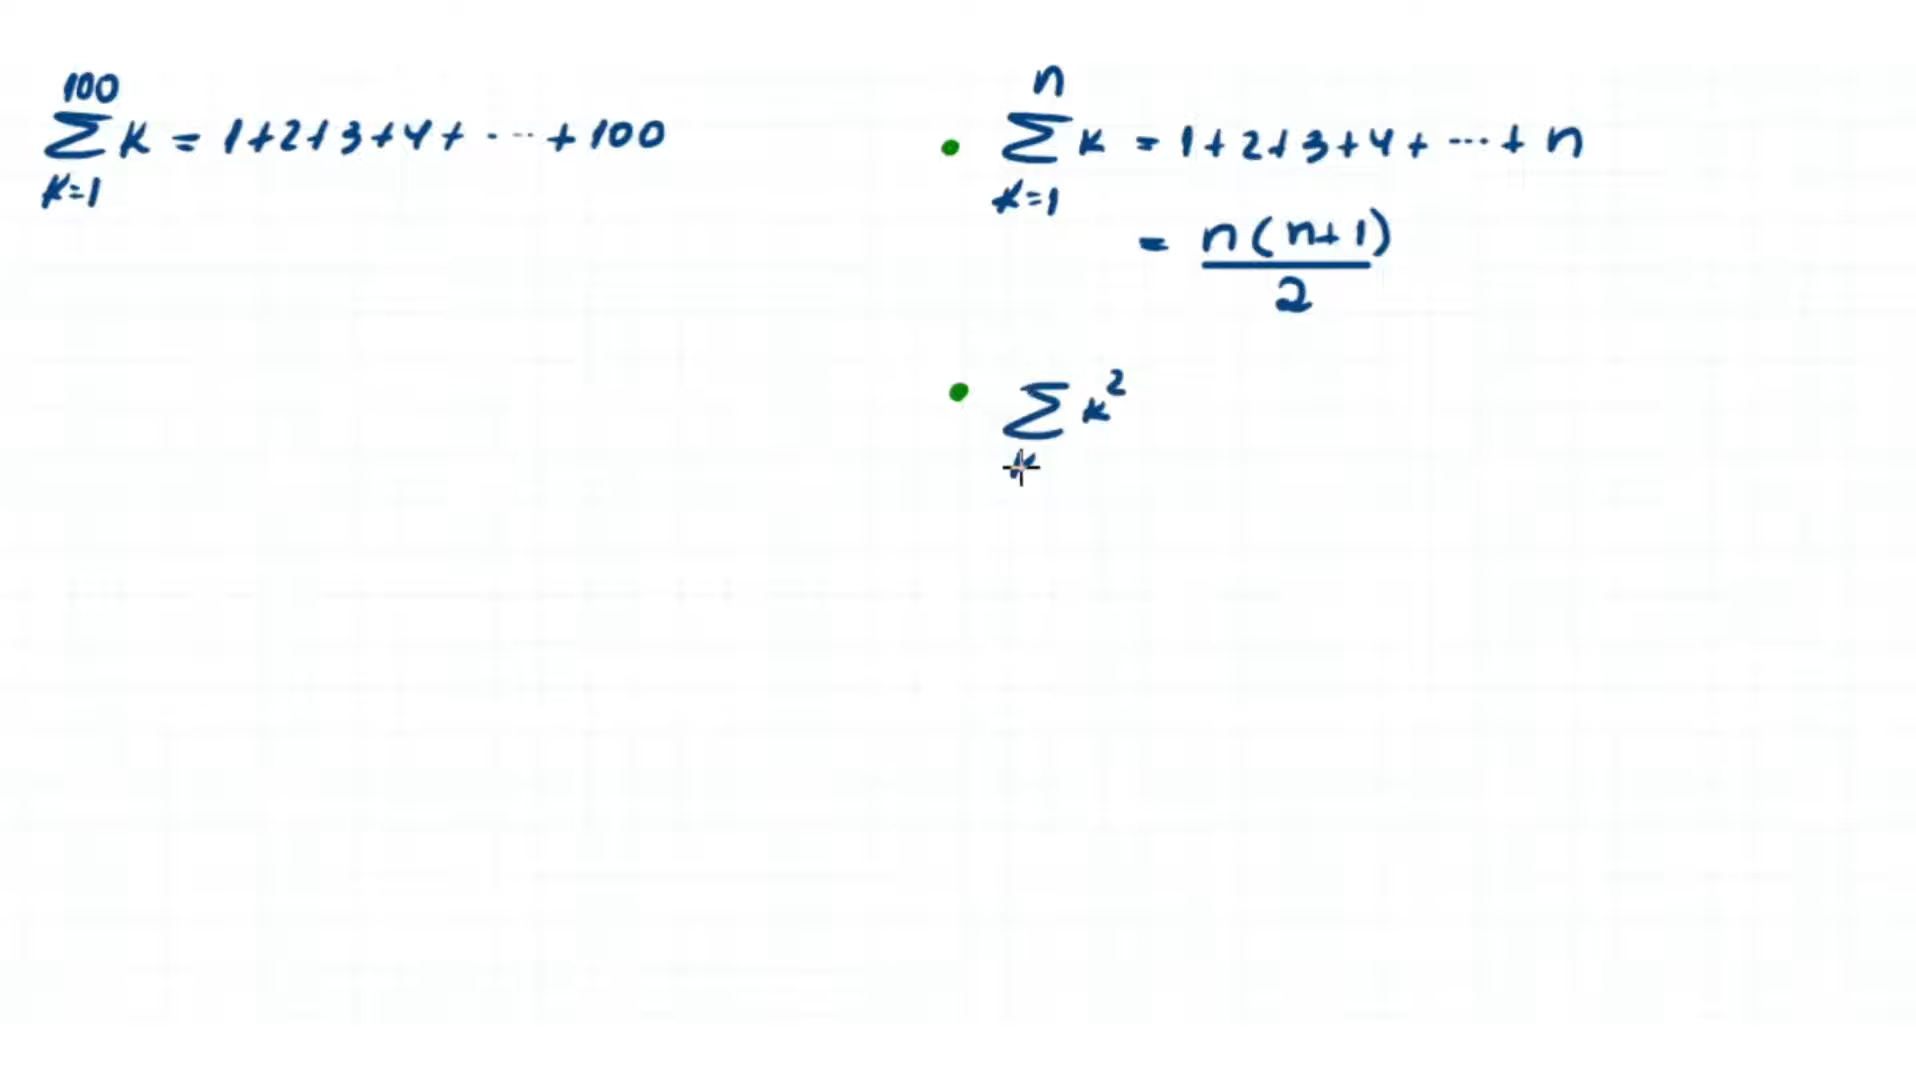 100
∑ K = 1+2+3+4+ ... +100
K=1
n
• ∑ K = 1+2+3+4+ ... + n
K=1
= n(n+1)
2
• ∑ K²
K